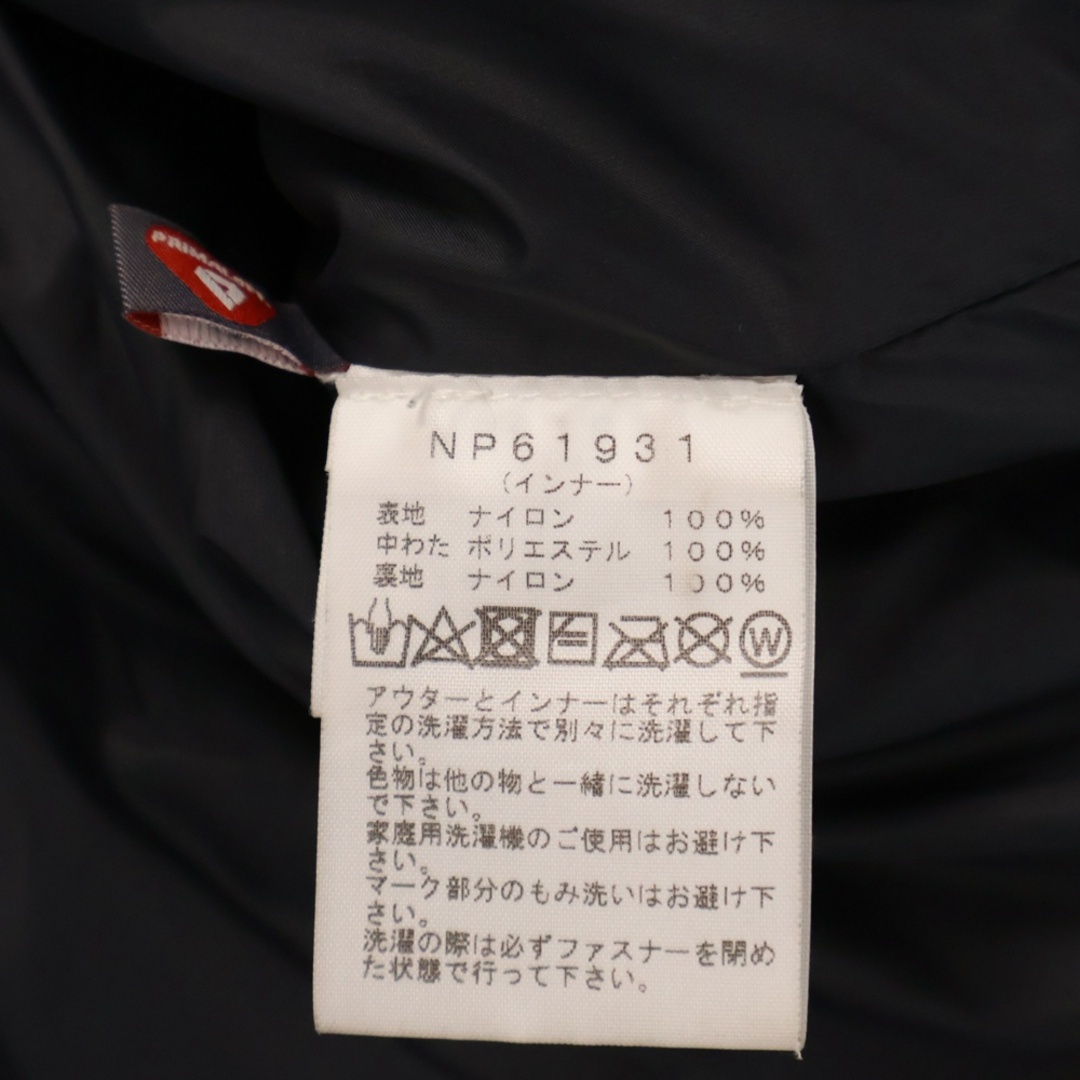 PRIMALOFT
NP61931
(インナー)
表地 ナイロン 100%
中わた ポリエステル 100%
裏地 ナイロン 100%
W
アウターとインナーはそれぞれ指
定の洗濯方法で別々に洗濯して下
さい。
色物は他の物と一緒に洗濯しない
で下さい。
家庭用洗濯機のご使用はお避け下
さい。
マーク部分のもみ洗いはお避け下
さい。
洗濯の際は必ずファスナーを閉め
た状態で行って下さい。